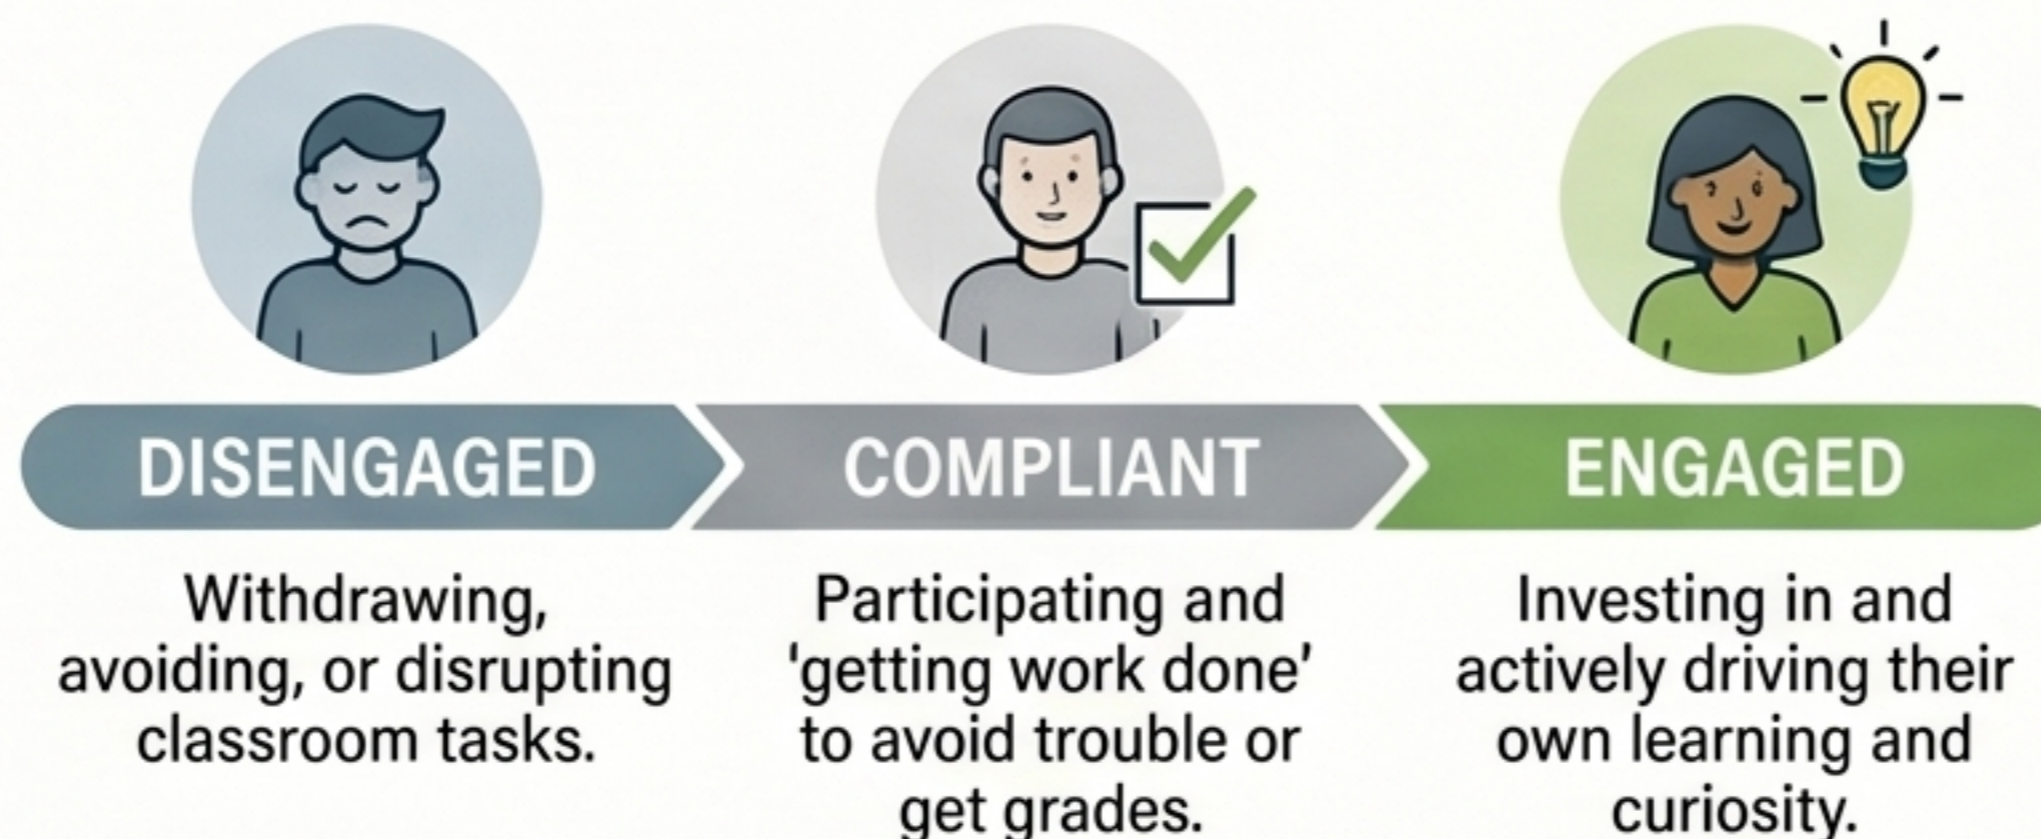 DISENGAGED
Withdrawing,
avoiding, or disrupting
classroom tasks.
COMPLIANT
Participating and
‘getting work done’
to avoid trouble or
get grades.
ENGAGED
Investing in and
actively driving their
own learning and
curiosity.